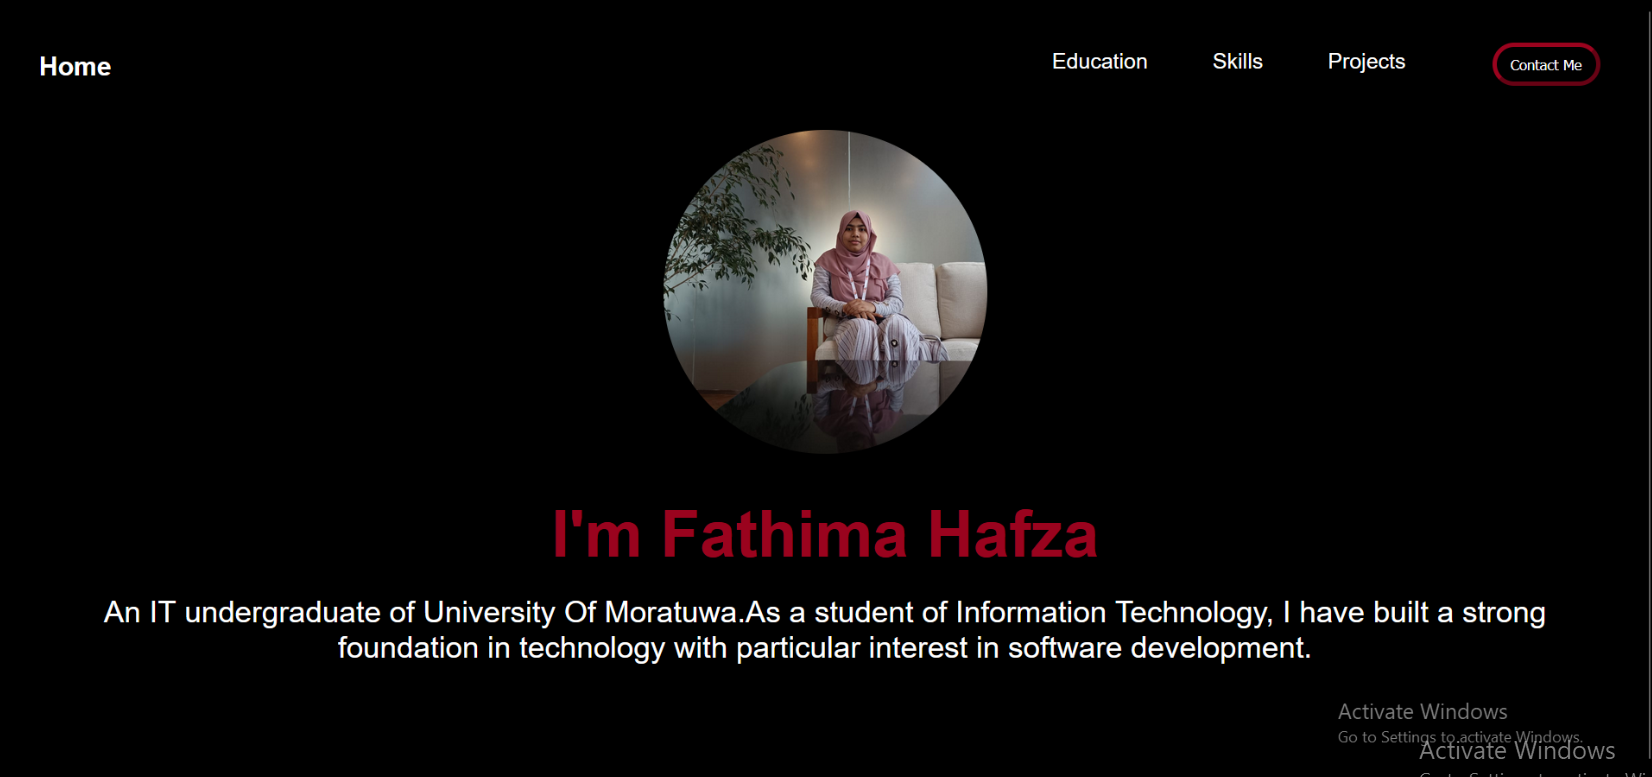 Home
Education
Skills
Projects
Contact Me
I'm Fathima Hafza
An IT undergraduate of University Of Moratuwa.As a student of Information Technology, I have built a strong
foundation in technology with particular interest in software development.
Activate Windows
Go to Settings to activate Windows.
Activate Windows